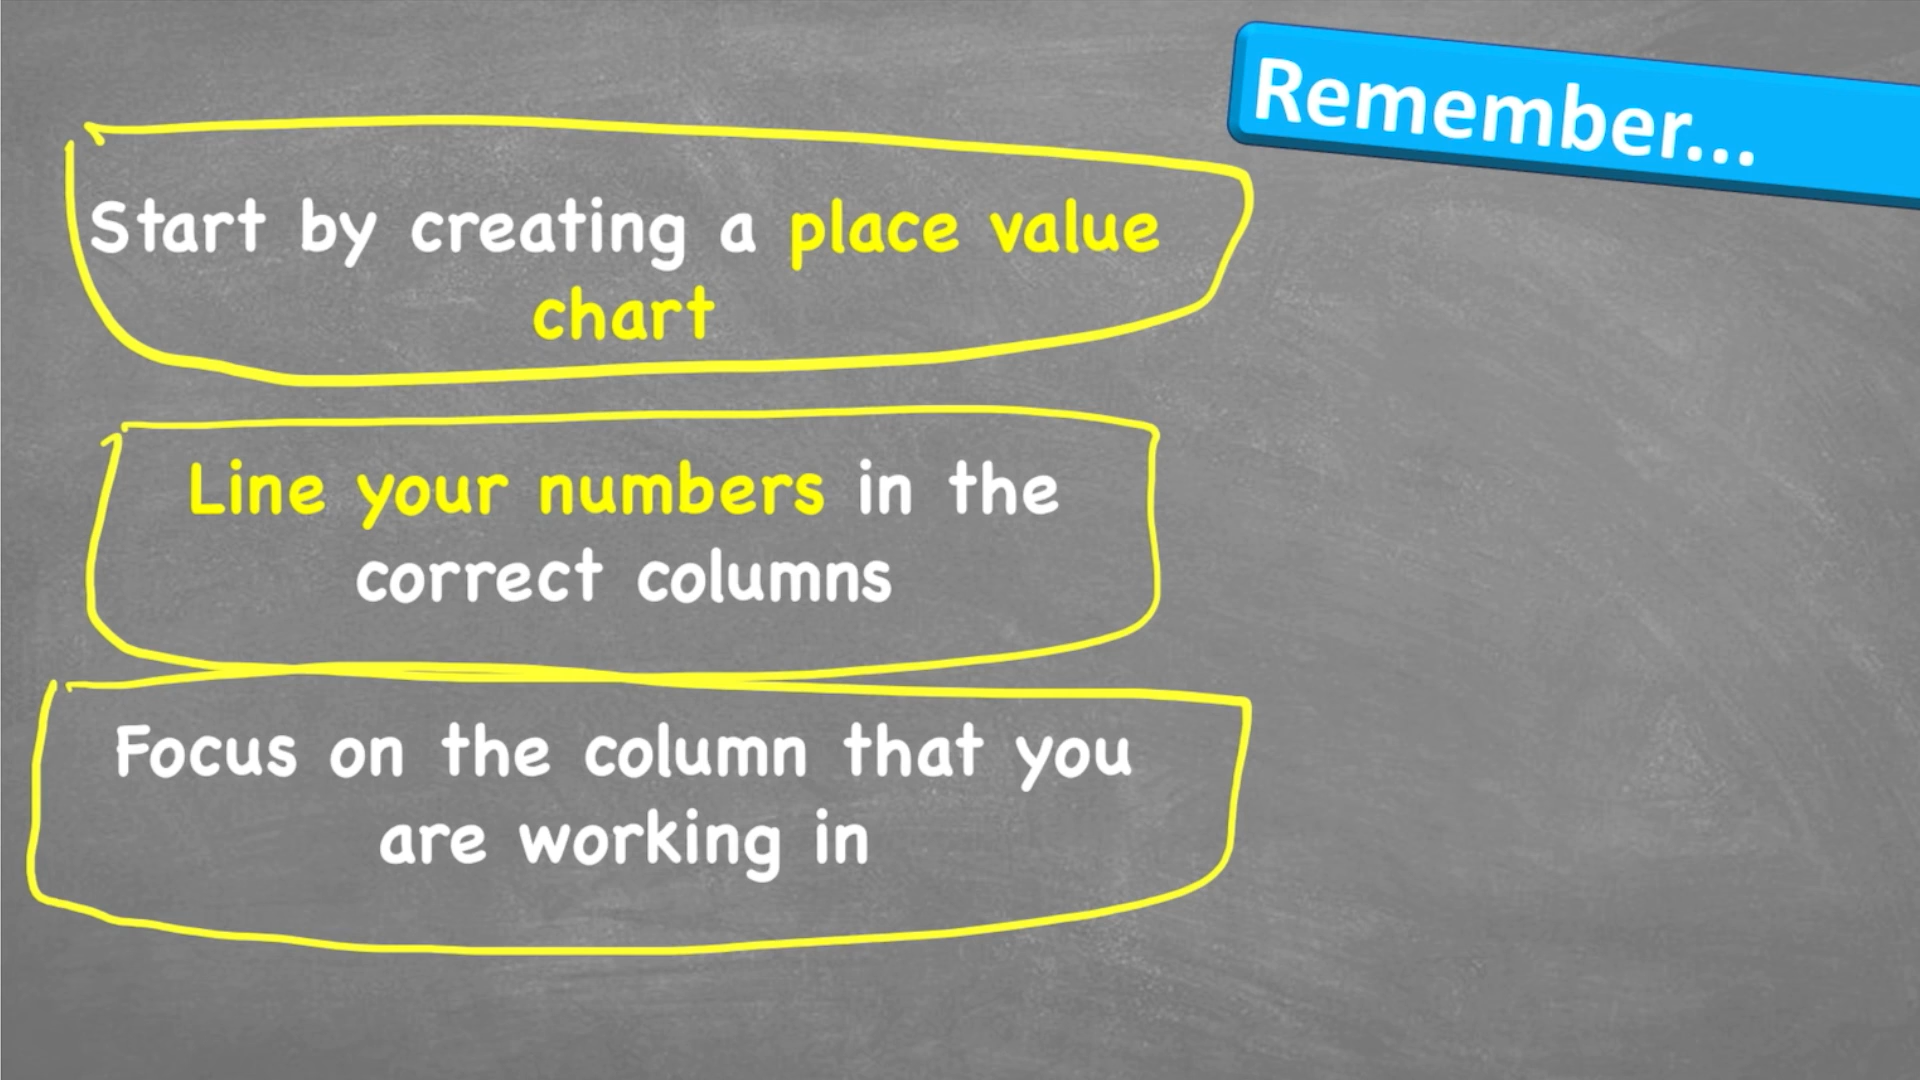 Remember...
Start by creating a place value
chart
Line your numbers in the
correct columns
Focus on the column that you
are working in